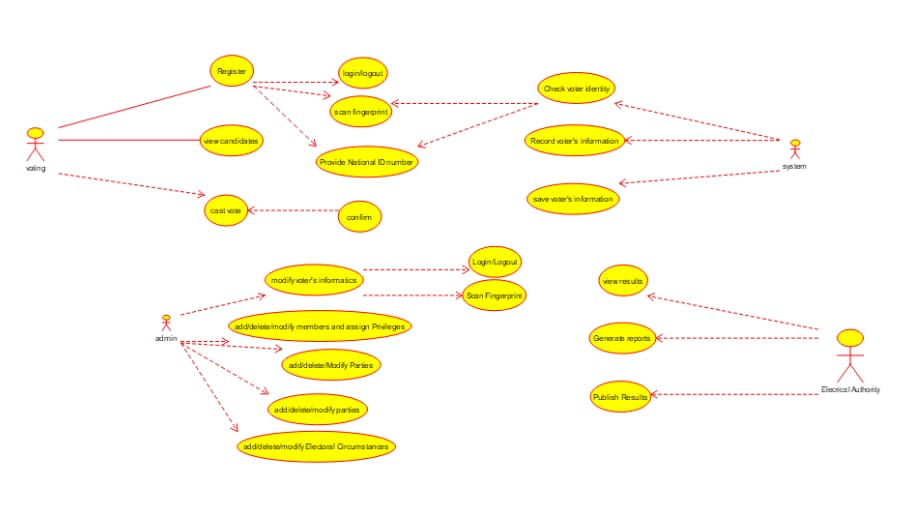 Register
login/logout
scan fingerprint
Check voter identity
view candidates
Provide National ID number
Record voter's information
voting
system
cast vote
confirm
save voter's information
Login/Logout
modify voter's informatics
Scan Fingerprint
view results
add/delete/modify members and assign Privileges
admin
Generate reports
add/delete/Modify Parties
Elecrical Authority
add/delete/modify parties
Publish Results
add/delete/modify Electoral Circumstances